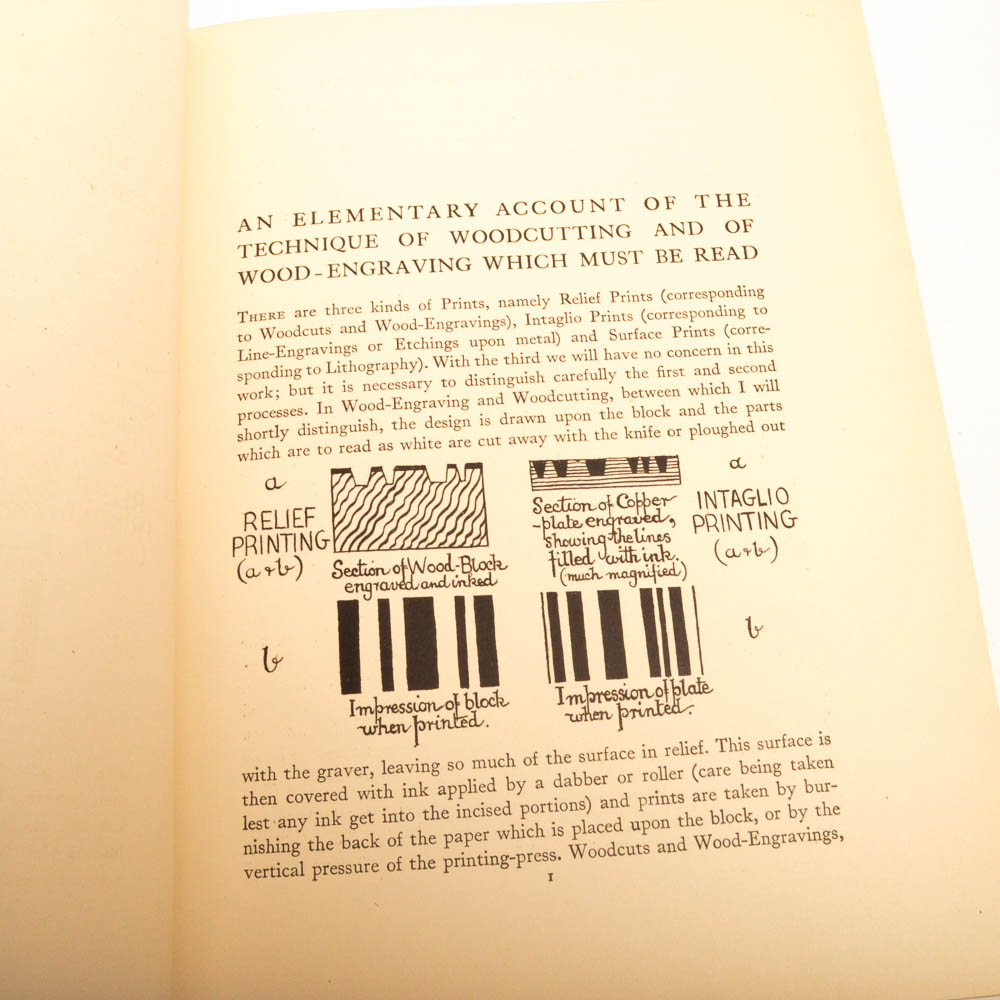 AN ELEMENTARY ACCOUNT OF THE
TECHNIQUE OF WOODCUTTING AND OF
WOOD-ENGRAVING WHICH MUST BE READ
THERE are three kinds of Prints, namely Relief Prints (corresponding
to Woodcuts and Wood-Engravings), Intaglio Prints (corresponding to
Line-Engravings or Etchings upon metal) and Surface Prints (corre-
sponding to Lithography). With the third we will have no concern in this
work; but it is necessary to distinguish carefully the first and second
processes. In Wood-Engraving and Woodcutting, between which I will
shortly distinguish, the design is drawn upon the block and the parts
which are to read as white are cut away with the knife or ploughed out
a
RELIEF
PRINTING
(a & b)
Section of Wood-Block
engraved and inked
b
Impression of block
when printed.
Section of Copper
-plate engraved,
showing the lines
filled with ink.
(much magnified)
a
INTAGLIO
PRINTING
(a & b)
Impression of plate
when printed.
b
with the graver, leaving so much of the surface in relief. This surface is
then covered with ink applied by a dabber or roller (care being taken
lest any ink get into the incised portions) and prints are taken by bur-
nishing the back of the paper which is placed upon the block, or by the
vertical pressure of the printing-press. Woodcuts and Wood-Engravings,
1